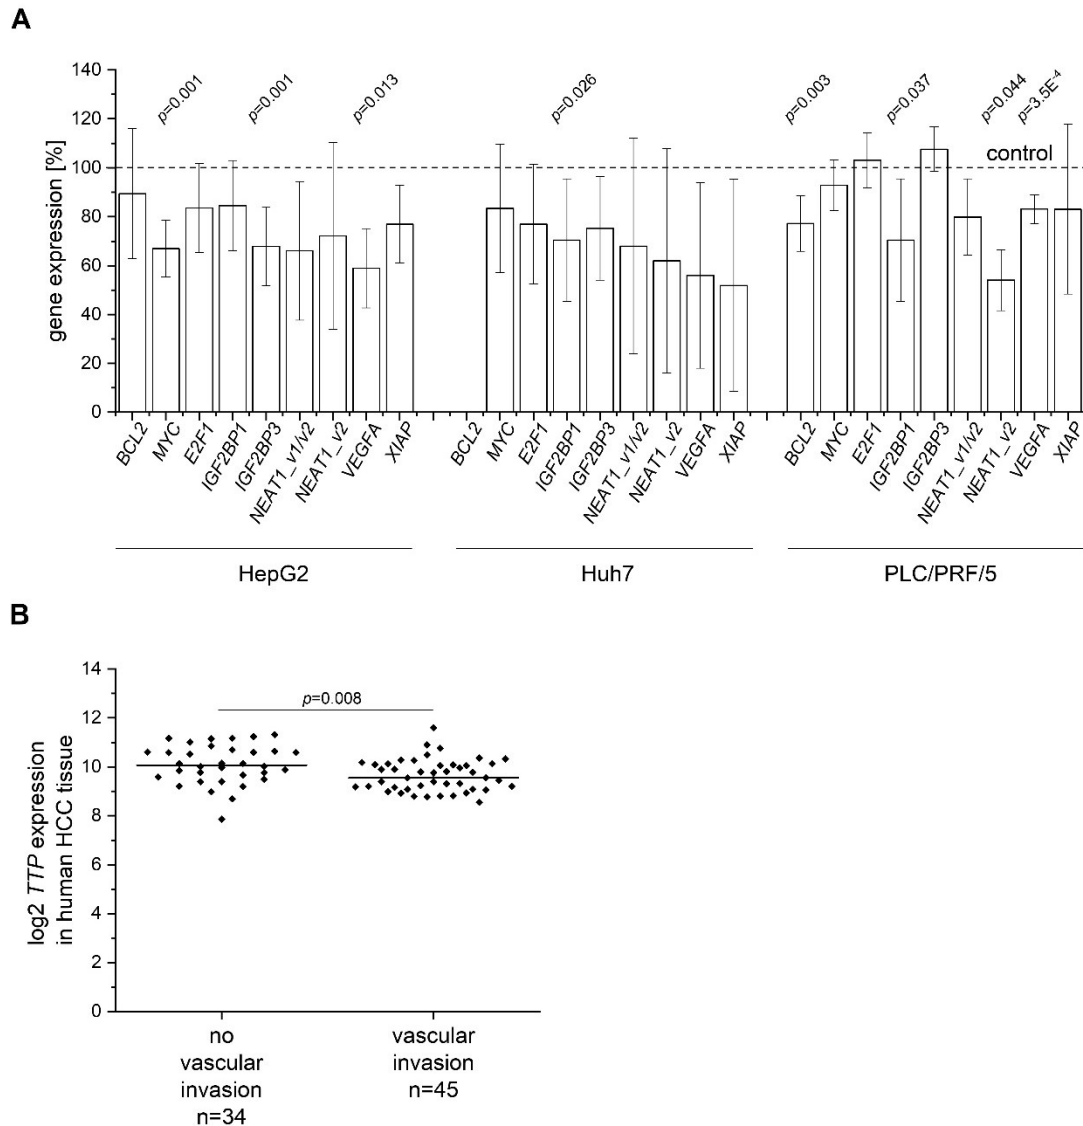 A
gene expression [%]
140
120
100
80
60
40
20
0
p=0.001
p=0.001
p=0.013
p=0.026
p=0.003
p=0.037
p=0.044
p=3.5E-4
control
BCL2
MYC
E2F1
IGF2BP1
IGF2BP3
NEAT1_v1/v2
NEAT1_v2
VEGFA
XIAP
BCL2
MYC
E2F1
IGF2BP1
IGF2BP3
NEAT1_v1/v2
NEAT1_v2
VEGFA
XIAP
BCL2
MYC
E2F1
IGF2BP1
IGF2BP3
NEAT1_v1/v2
NEAT1_v2
VEGFA
XIAP
HepG2
Huh7
PLC/PRF/5
B
log2 TTP expression
in human HCC tissue
14
12
10
8
6
4
2
0
p=0.008
no
vascular
invasion
n=34
vascular
invasion
n=45